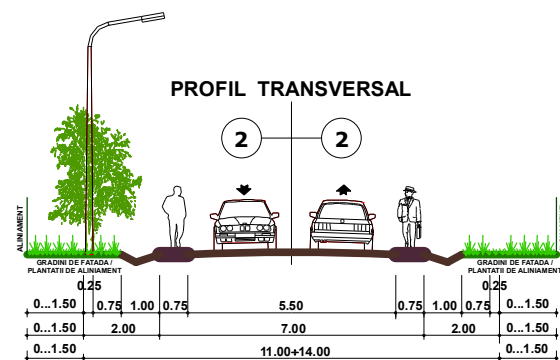 PROFIL TRANSVERSAL
2 2
ALINIAMENT
ALINIAMENT
GRADINI DE FATADA /
PLANTATII DE ALINIAMENT
GRADINI DE FATADA /
PLANTATII DE ALINIAMENT
0.25 0.25
0...1.50 0.75 1.00 0.75 5.50 0.75 1.00 0.75 0...1.50
0...1.50 2.00 7.00 2.00 0...1.50
0...1.50 11.00+14.00 0...1.50